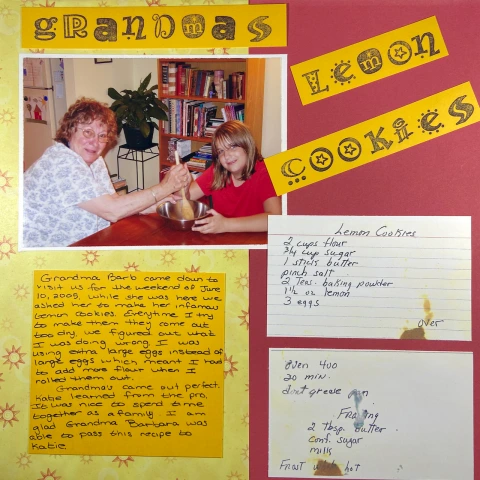 GRANDMAS
Lemon
Cookies
Lemon Cookies
2 cups flour
3/4 cup sugar
1 sticks butter
pinch salt
2 Teas. baking powder
1 1/2 oz lemon
3 eggs
over
Grandma Barb came down to
visit us for the weekend of June
10, 2005, while she was here we
asked her to make her infamous
Lemon Cookies. Everytime I try
to make them they come out
too dry, we figured out what
I was doing wrong. I was
using extra large eggs instead of
large eggs which meant I had
to add more flour when I
rolled them out.
Grandmas came out perfect.
Katie learned from the pro.
It was nice to spend time
together as a family. I am
glad Grandma Barbara was
able to pass this recipe to
Katie.
oven 400
20 min.
dont grease pan
Frosting
2 tbsp. butter
conf. sugar
milk
Frost while hot